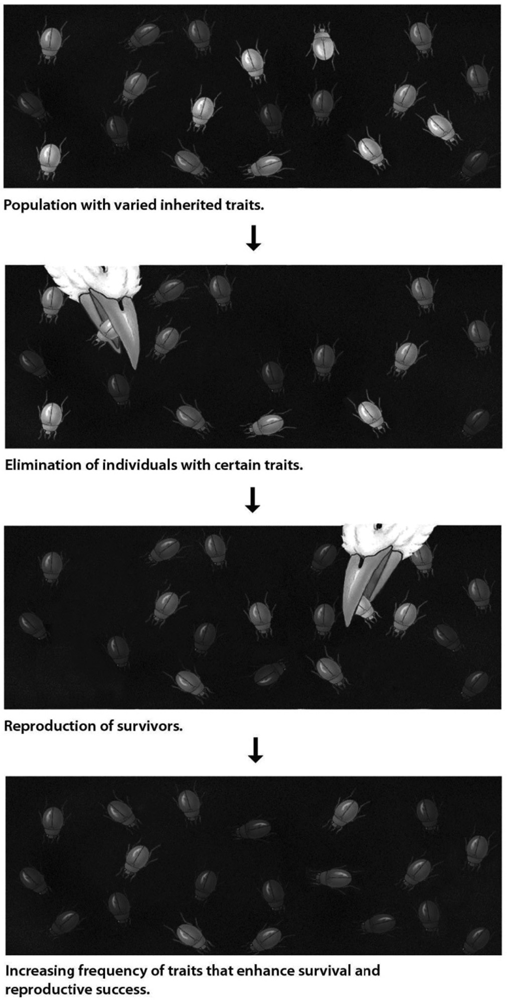 Population with varied inherited traits.
Elimination of individuals with certain traits.
Reproduction of survivors.
Increasing frequency of traits that enhance survival and
reproductive success.